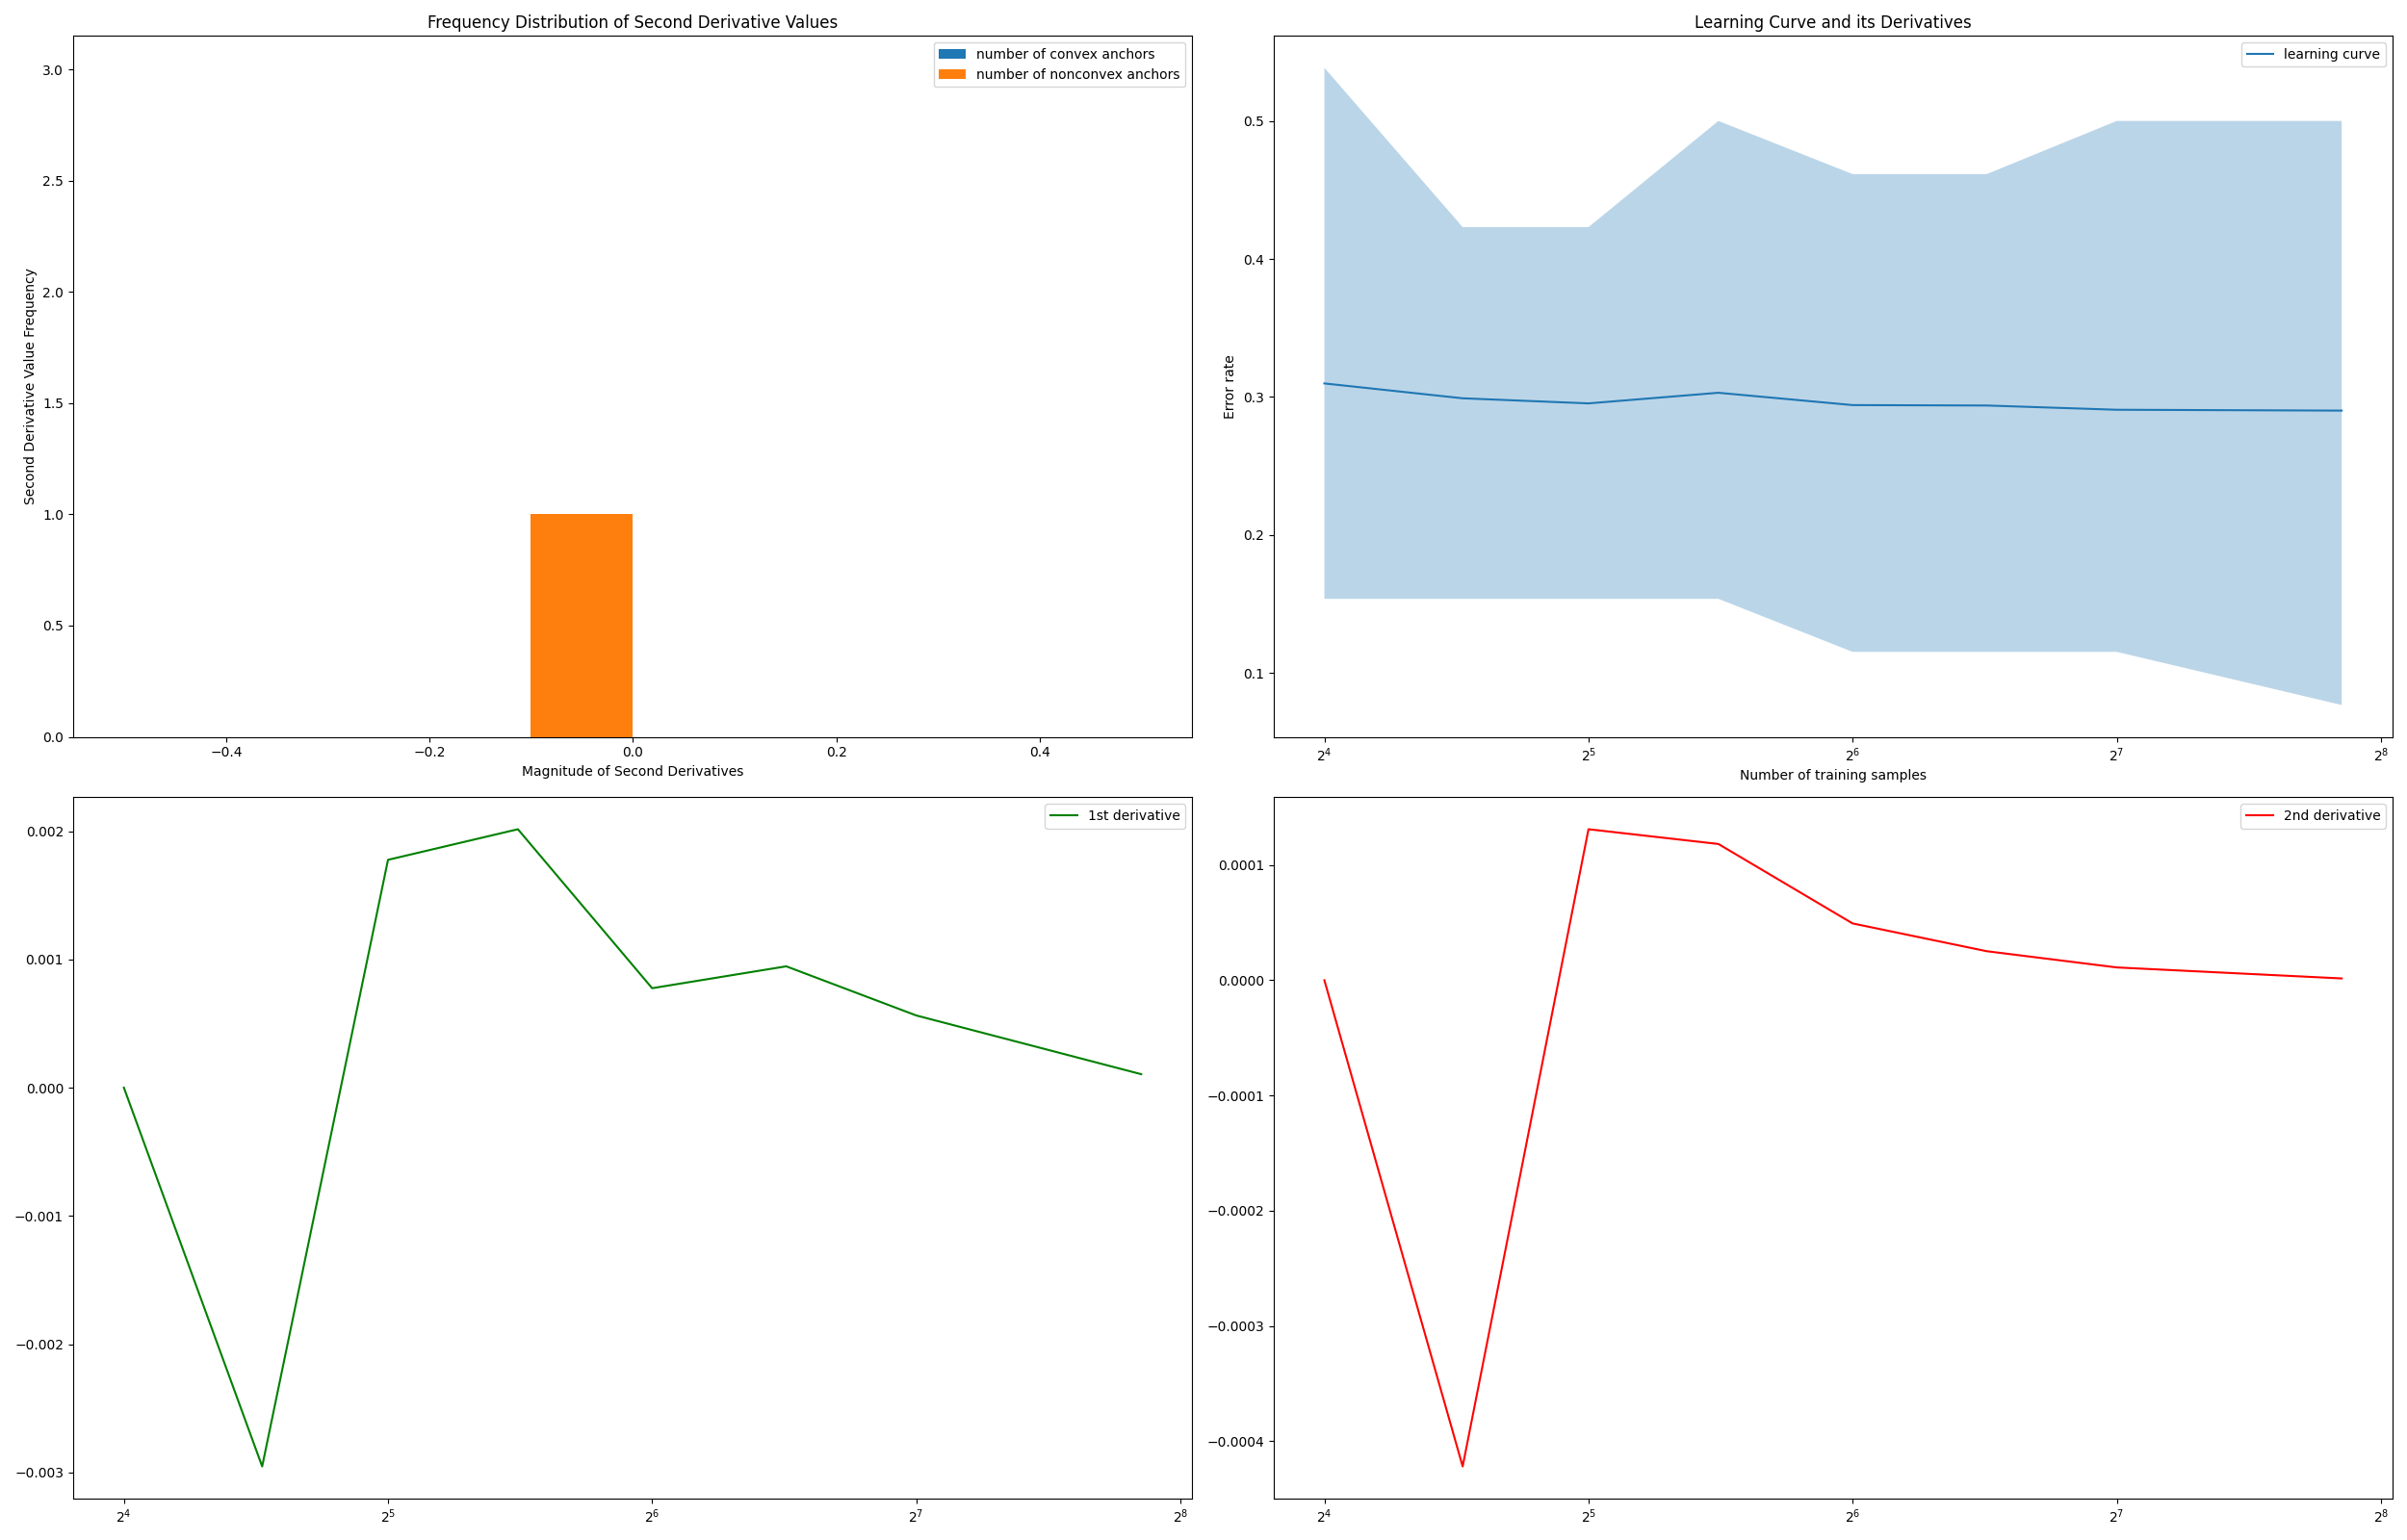 Frequency Distribution of Second Derivative Values
number of convex anchors
number of nonconvex anchors
Second Derivative Value Frequency
3.0
2.5
2.0
1.5
1.0
0.5
0.0
−0.4 −0.2 0.0 0.2 0.4
Magnitude of Second Derivatives
Learning Curve and its Derivatives
learning curve
Error rate
0.5
0.4
0.3
0.2
0.1
2⁴ 2⁵ 2⁶ 2⁷ 2⁸
Number of training samples
1st derivative
0.002
0.001
0.000
−0.001
−0.002
−0.003
2⁴ 2⁵ 2⁶ 2⁷ 2⁸
2nd derivative
0.0001
0.0000
−0.0001
−0.0002
−0.0003
−0.0004
2⁴ 2⁵ 2⁶ 2⁷ 2⁸